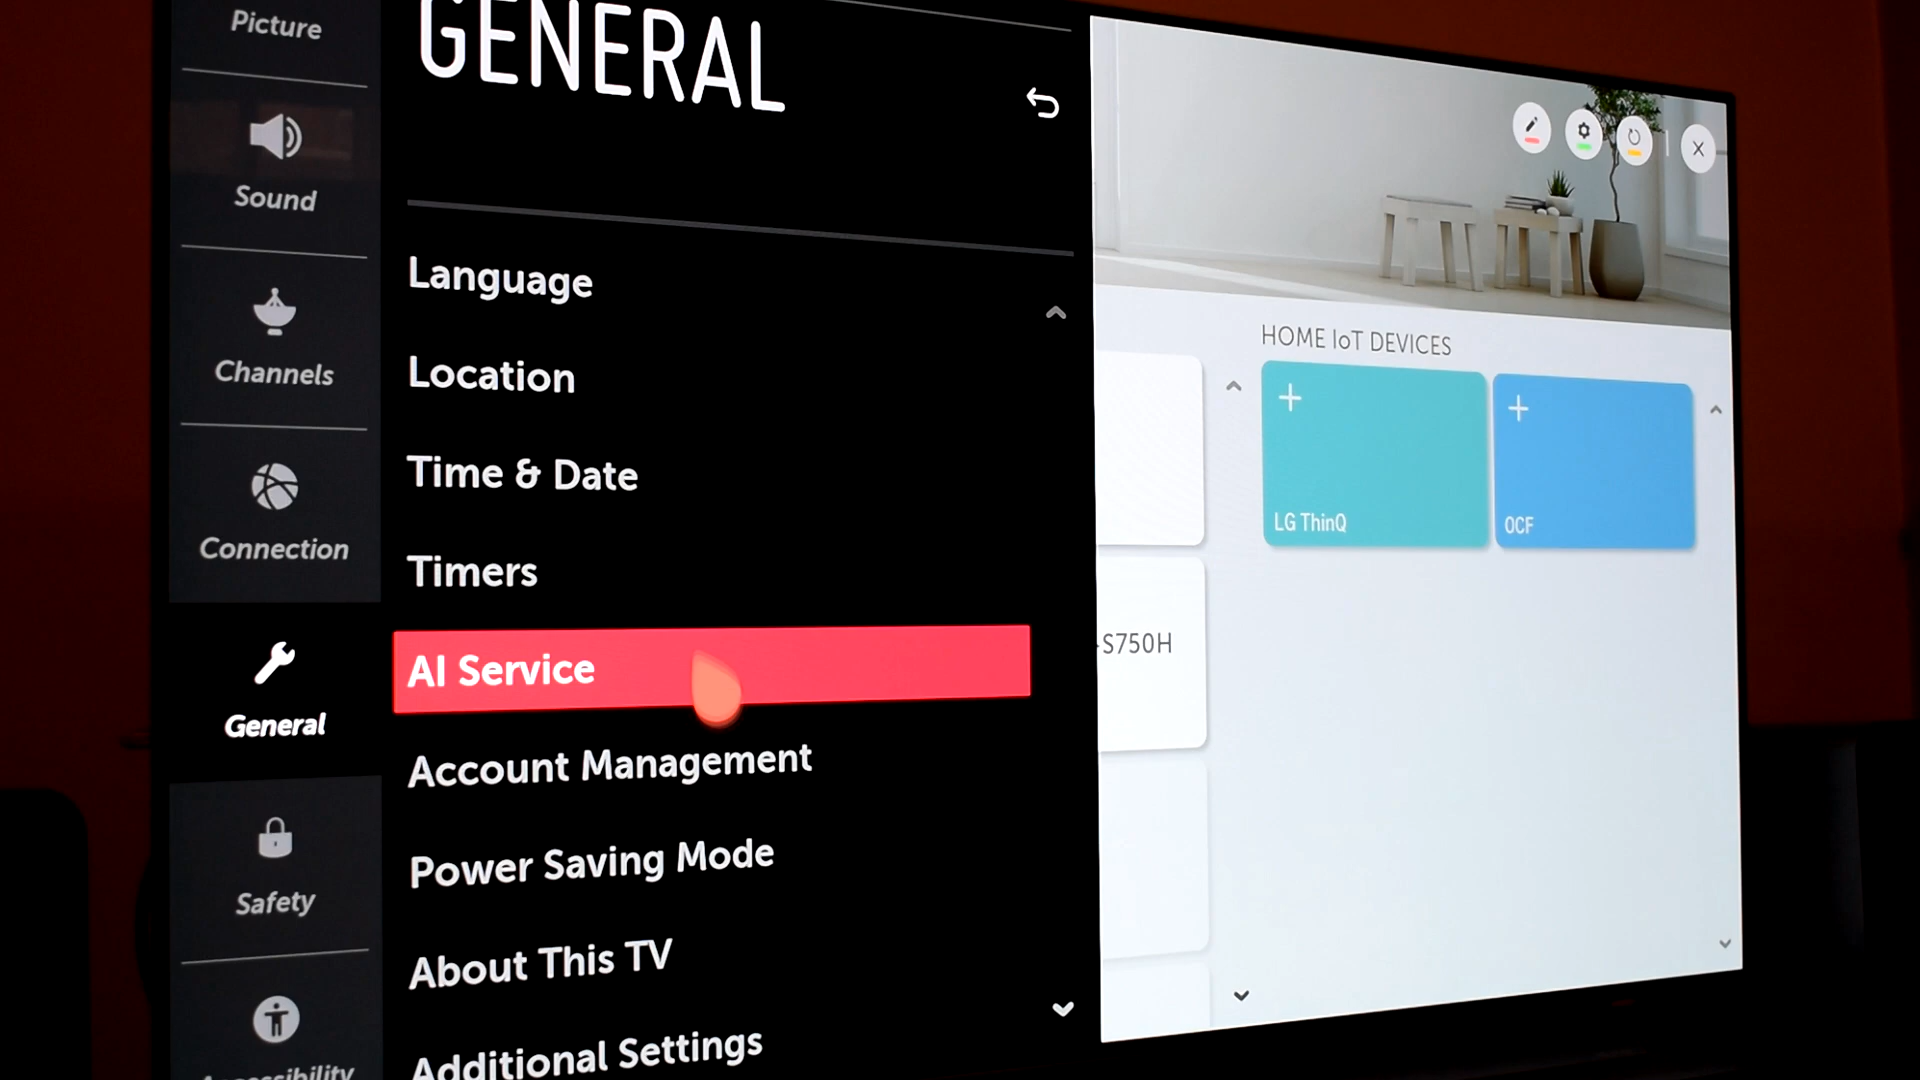 Picture
Sound
Channels
Connection
General
Safety
Accessibility
GENERAL
Language
Location
Time & Date
Timers
AI Service
Account Management
Power Saving Mode
About This TV
Additional Settings
S750H
HOME IoT DEVICES
LG ThinQ
OCF